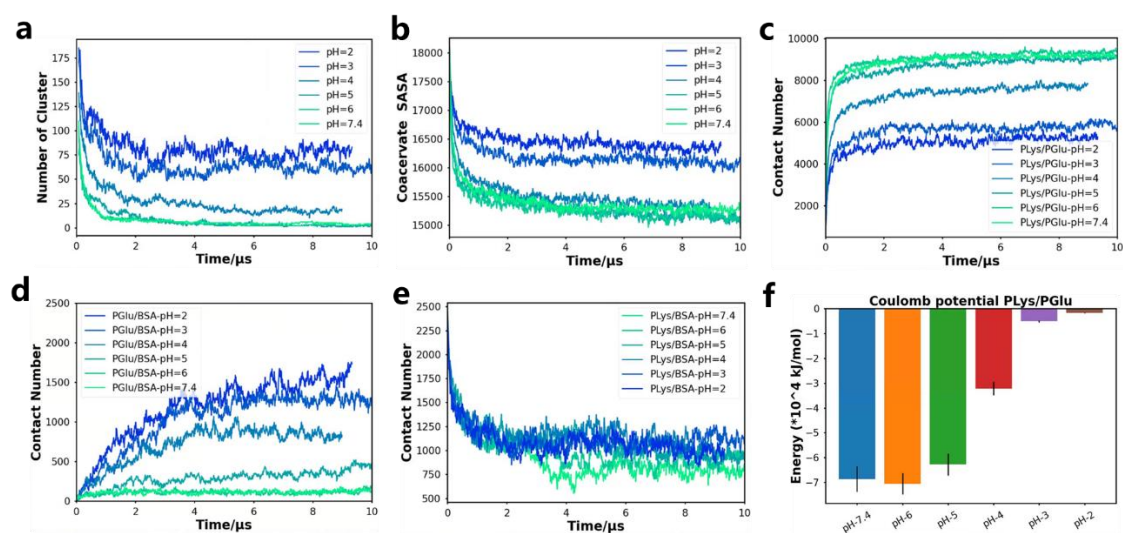 a
Number of Cluster
175
150
125
100
75
50
25
0
pH=2
pH=3
pH=4
pH=5
pH=6
pH=7.4
0
2
4
6
8
10
Time/μs
b
Coacervate SASA
18000
17500
17000
16500
16000
15500
15000
pH=2
pH=3
pH=4
pH=5
pH=6
pH=7.4
0
2
4
6
8
10
Time/μs
c
Contact Number
10000
8000
6000
4000
2000
PLys/PGlu-pH=2
PLys/PGlu-pH=3
PLys/PGlu-pH=4
PLys/PGlu-pH=5
PLys/PGlu-pH=6
PLys/PGlu-pH=7.4
0
2
4
6
8
10
Time/μs
d
Contact Number
2500
2000
1500
1000
500
0
PGlu/BSA-pH=2
PGlu/BSA-pH=3
PGlu/BSA-pH=4
PGlu/BSA-pH=5
PGlu/BSA-pH=6
PGlu/BSA-pH=7.4
0
2
4
6
8
10
Time/μs
e
Contact Number
2500
2250
2000
1750
1500
1250
1000
750
500
PLys/BSA-pH=7.4
PLys/BSA-pH=6
PLys/BSA-pH=5
PLys/BSA-pH=4
PLys/BSA-pH=3
PLys/BSA-pH=2
0
2
4
6
8
10
Time/μs
f
Coulomb potential PLys/PGlu
Energy (*10^4 kJ/mol)
0
−1
−2
−3
−4
−5
−6
−7
pH-7.4
pH-6
pH-5
pH-4
pH-3
pH-2